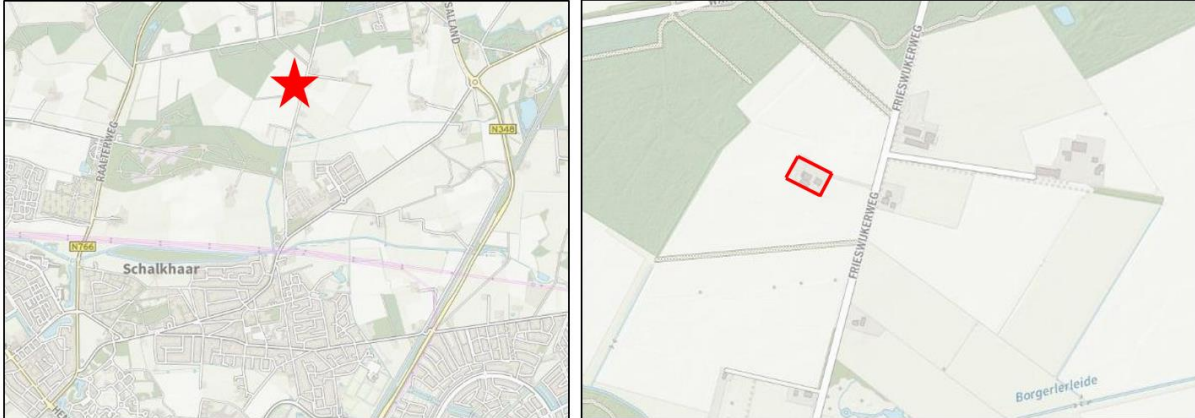 SALLAND
RAALTERWEG
N348
N766
Schalkhaar
FRIESWIJKERWEG
FRIESWIJKERWEG
Borgerlerleide